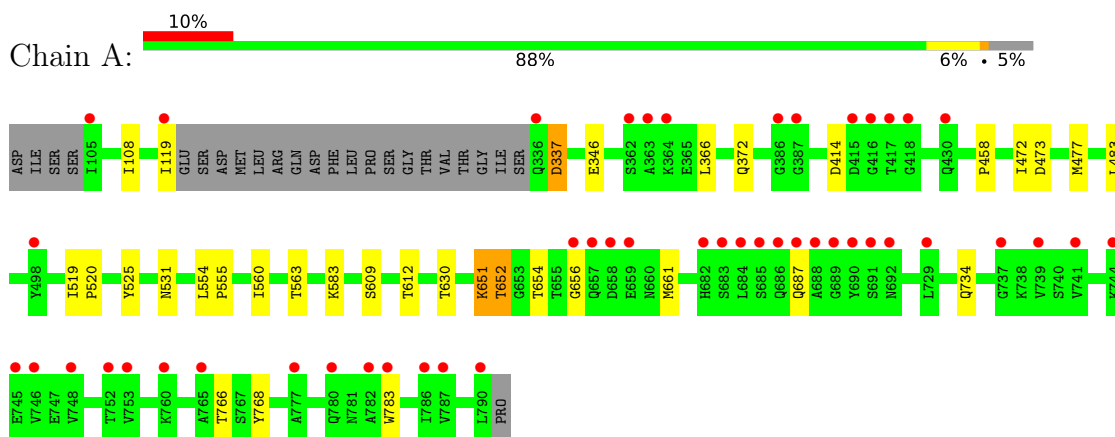 10%
Chain A:
88% 6% • 5%
ASP ILE SER SER I105 I108 I119 GLU SER ASP MET LEU ARG GLN ASP PHE LEU PRO SER GLY THR VAL THR GLY ILE SER Q336 D337 E346 S362 A363 K364 E365 L366 Q372 G386 G387 D414 D415 G416 T417 G418 Q430 P458 I472 D473 M477 L483
Y498 I519 P520 Y525 N531 L554 P555 I560 T563 K583 S609 T612 T630 K651 T652 G653 T654 T655 G656 Q657 D658 E659 N660 M661 H682 S683 L684 S685 Q686 Q687 A688 G689 Y690 S691 N692 L729 Q734 G737 K738 V739 S740 V741 K744
E745 V746 E747 V748 T752 V753 K760 A765 T766 S767 Y768 A777 Q780 N781 A782 W783 I786 V787 L790 PRO